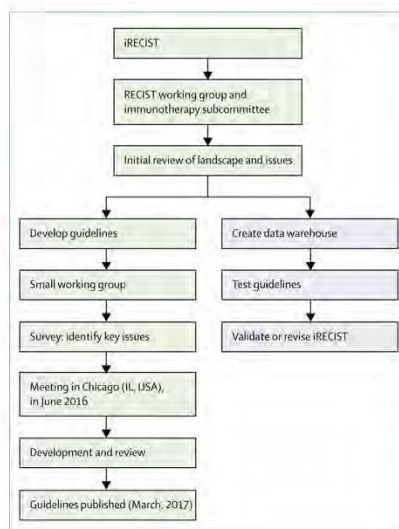 iRECIST
RECIST working group and
immunotherapy subcommittee
Initial review of landscape and issues
Develop guidelines
Small working group
Survey: identify key issues
Meeting in Chicago (IL, USA),
in June 2016
Development and review
Guidelines published (March, 2017)
Create data warehouse
Test guidelines
Validate or revise iRECIST